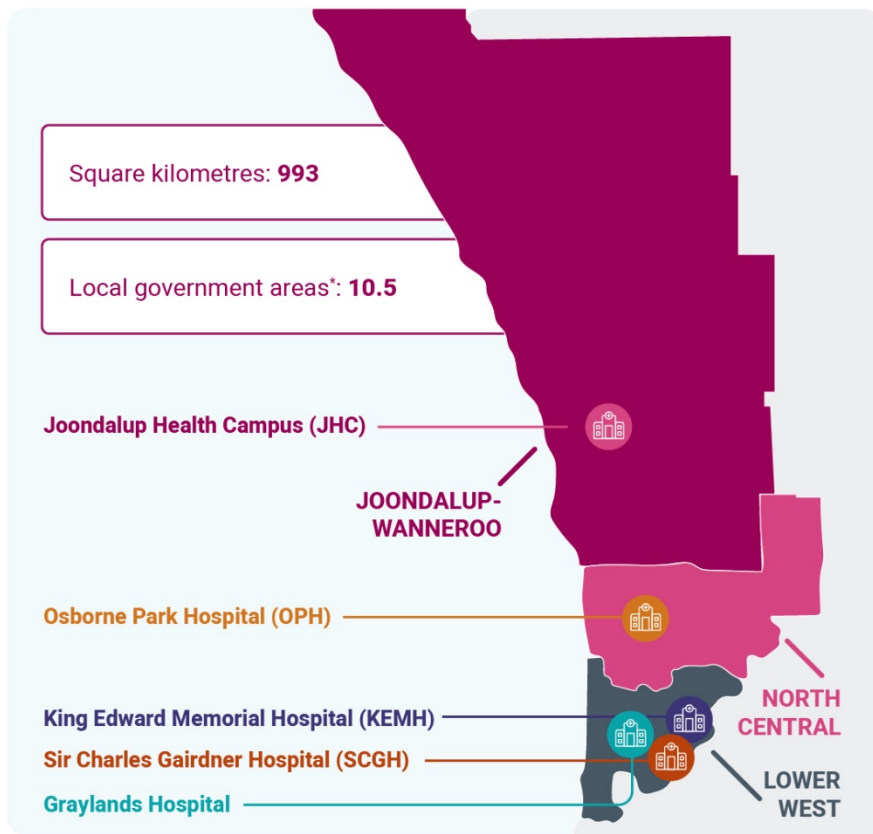 Square kilometres: 993
Local government areas*: 10.5
Joondalup Health Campus (JHC)
JOONDALUP-
WANNEROO
Osborne Park Hospital (OPH)
NORTH
CENTRAL
King Edward Memorial Hospital (KEMH)
Sir Charles Gairdner Hospital (SCGH)
Graylands Hospital
LOWER
WEST